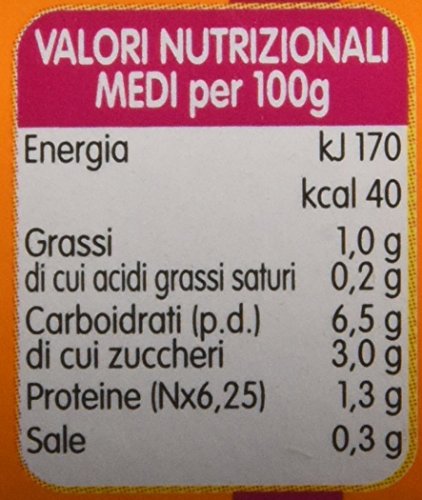 VALORI NUTRIZIONALI
MEDI per 100g
Energia kJ 170
kcal 40
Grassi 1,0 g
di cui acidi grassi saturi 0,2 g
Carboidrati (p.d.) 6,5 g
di cui zuccheri 3,0 g
Proteine (Nx6,25) 1,3 g
Sale 0,3 g